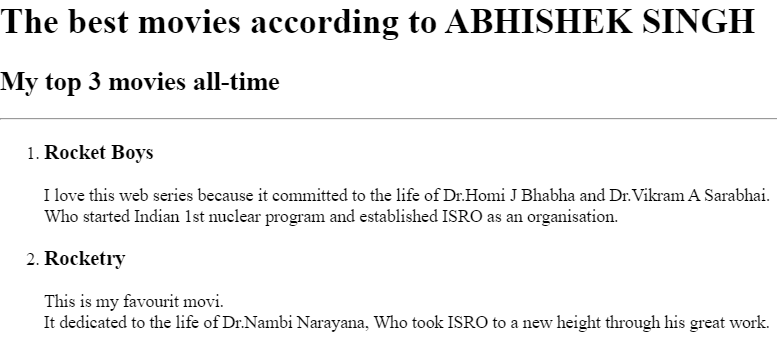 The best movies according to ABHISHEK SINGH
My top 3 movies all-time
1. Rocket Boys
I love this web series because it committed to the life of Dr.Homi J Bhabha and Dr.Vikram A Sarabhai.
Who started Indian 1st nuclear program and established ISRO as an organisation.
2. Rocketry
This is my favourit movi.
It dedicated to the life of Dr.Nambi Narayana, Who took ISRO to a new height through his great work.